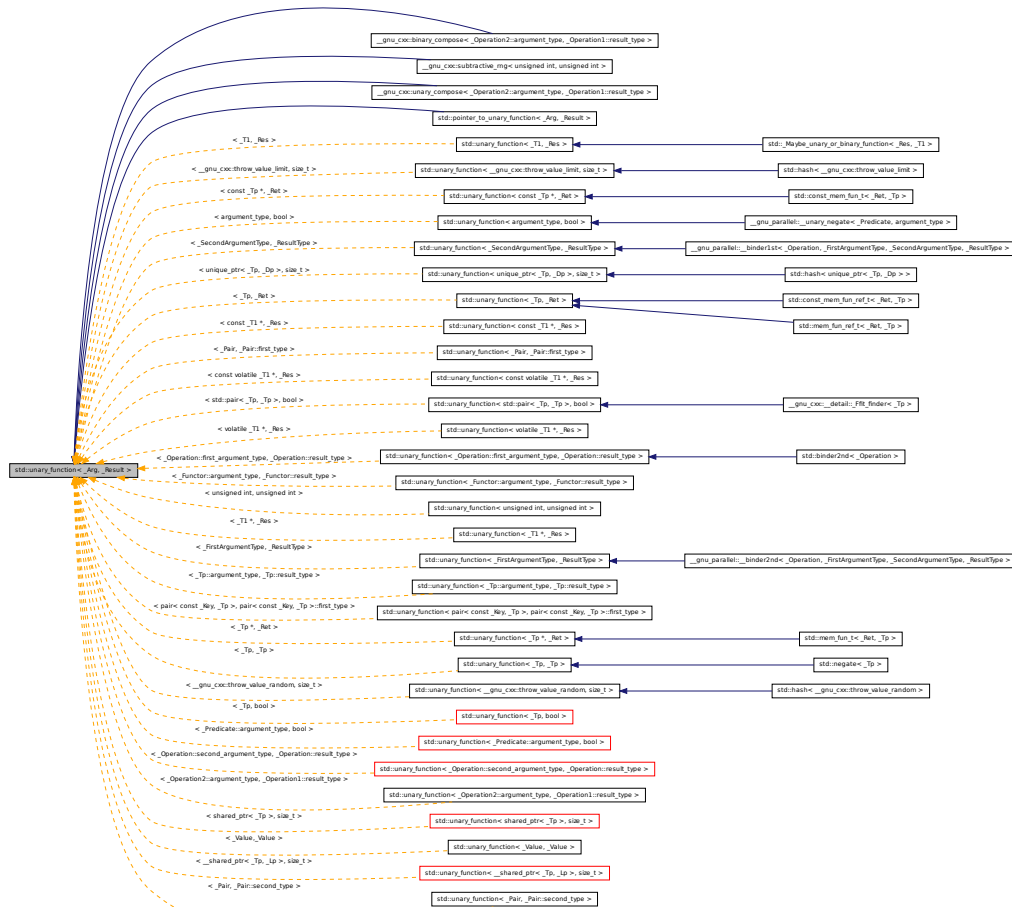 __gnu_cxx::binary_compose< _Operation2::argument_type, _Operation1::result_type >
__gnu_cxx::subtractive_rng< unsigned int, unsigned int >
__gnu_cxx::unary_compose< _Operation2::argument_type, _Operation1::result_type >
std::pointer_to_unary_function< _Arg, _Result >
< _T1, _Res >
std::unary_function< _T1, _Res >
std::_Maybe_unary_or_binary_function< _Res, _T1 >
< __gnu_cxx::throw_value_limit, size_t >
std::unary_function< __gnu_cxx::throw_value_limit, size_t >
std::hash< __gnu_cxx::throw_value_limit >
< const _Tp *, _Ret >
std::unary_function< const _Tp *, _Ret >
std::const_mem_fun_t< _Ret, _Tp >
< argument_type, bool >
std::unary_function< argument_type, bool >
__gnu_parallel::__unary_negate< _Predicate, argument_type >
< _SecondArgumentType, _ResultType >
std::unary_function< _SecondArgumentType, _ResultType >
__gnu_parallel::__binder1st< _Operation, _FirstArgumentType, _SecondArgumentType, _ResultType >
< unique_ptr< _Tp, _Dp >, size_t >
std::unary_function< unique_ptr< _Tp, _Dp >, size_t >
std::hash< unique_ptr< _Tp, _Dp > >
< _Tp, _Ret >
std::unary_function< _Tp, _Ret >
std::const_mem_fun_ref_t< _Ret, _Tp >
< const _T1 *, _Res >
std::unary_function< const _T1 *, _Res >
std::mem_fun_ref_t< _Ret, _Tp >
< _Pair, _Pair::first_type >
std::unary_function< _Pair, _Pair::first_type >
< const volatile _T1 *, _Res >
std::unary_function< const volatile _T1 *, _Res >
< std::pair< _Tp, _Tp >, bool >
std::unary_function< std::pair< _Tp, _Tp >, bool >
__gnu_cxx::__detail::_Ffit_finder< _Tp >
< volatile _T1 *, _Res >
std::unary_function< volatile _T1 *, _Res >
std::unary_function< _Arg, _Result >
< _Operation::first_argument_type, _Operation::result_type >
std::unary_function< _Operation::first_argument_type, _Operation::result_type >
std::binder2nd< _Operation >
< _Functor::argument_type, _Functor::result_type >
std::unary_function< _Functor::argument_type, _Functor::result_type >
< unsigned int, unsigned int >
std::unary_function< unsigned int, unsigned int >
< _T1 *, _Res >
std::unary_function< _T1 *, _Res >
< _FirstArgumentType, _ResultType >
std::unary_function< _FirstArgumentType, _ResultType >
__gnu_parallel::__binder2nd< _Operation, _FirstArgumentType, _SecondArgumentType, _ResultType >
< _Tp::argument_type, _Tp::result_type >
std::unary_function< _Tp::argument_type, _Tp::result_type >
< pair< const _Key, _Tp >, pair< const _Key, _Tp >::first_type >
std::unary_function< pair< const _Key, _Tp >, pair< const _Key, _Tp >::first_type >
< _Tp *, _Ret >
std::unary_function< _Tp *, _Ret >
std::mem_fun_t< _Ret, _Tp >
< _Tp, _Tp >
std::unary_function< _Tp, _Tp >
std::negate< _Tp >
< __gnu_cxx::throw_value_random, size_t >
std::unary_function< __gnu_cxx::throw_value_random, size_t >
std::hash< __gnu_cxx::throw_value_random >
< _Tp, bool >
std::unary_function< _Tp, bool >
< _Predicate::argument_type, bool >
std::unary_function< _Predicate::argument_type, bool >
< _Operation::second_argument_type, _Operation::result_type >
std::unary_function< _Operation::second_argument_type, _Operation::result_type >
< _Operation2::argument_type, _Operation1::result_type >
std::unary_function< _Operation2::argument_type, _Operation1::result_type >
< shared_ptr< _Tp >, size_t >
std::unary_function< shared_ptr< _Tp >, size_t >
< _Value, _Value >
std::unary_function< _Value, _Value >
< __shared_ptr< _Tp, _Lp >, size_t >
std::unary_function< __shared_ptr< _Tp, _Lp >, size_t >
< _Pair, _Pair::second_type >
std::unary_function< _Pair, _Pair::second_type >